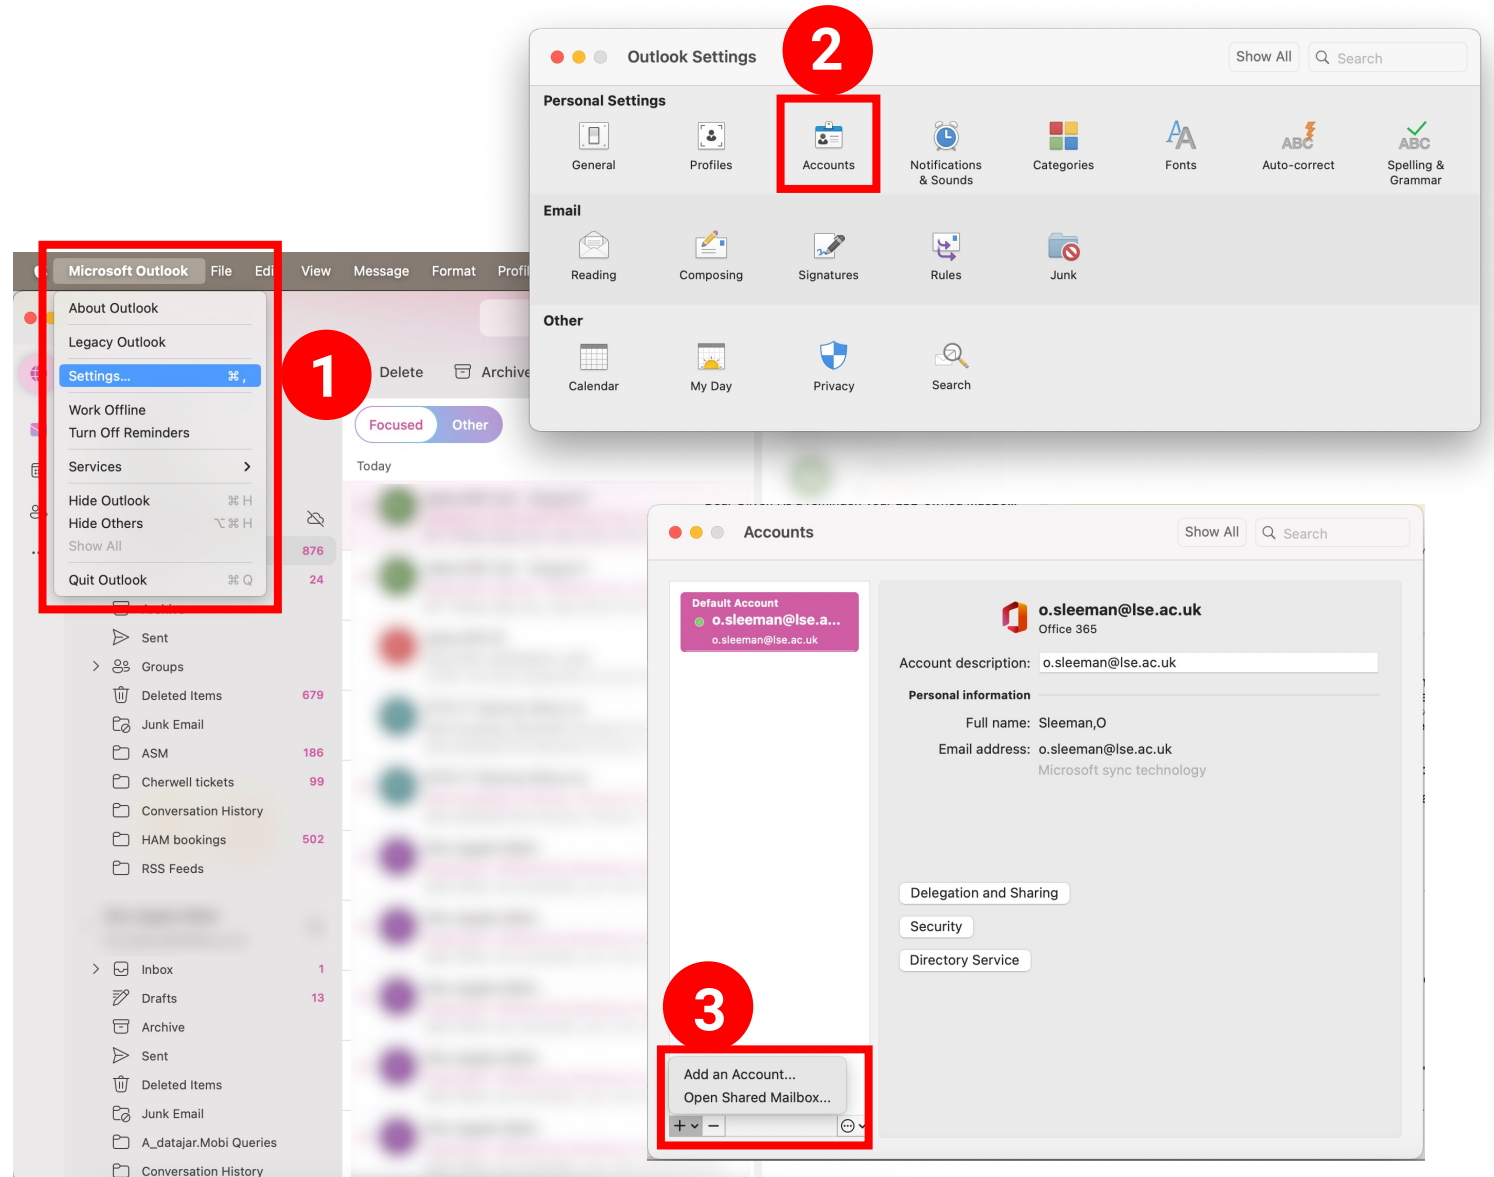 2
Outlook Settings
Show All
Search
Personal Settings
General
Profiles
Accounts
Notifications
& Sounds
Categories
Fonts
ABC
Auto-correct
ABC
Spelling &
Grammar
Email
Reading
Composing
Signatures
Rules
Junk
Other
Calendar
My Day
Privacy
Search
Microsoft Outlook File Edi View Message Format Profil
About Outlook
Legacy Outlook
Settings... ⌘ ,
Work Offline
Turn Off Reminders
Services
Hide Outlook ⌘ H
Hide Others ⌥ ⌘ H
Show All
Quit Outlook ⌘ Q
1
Delete
Archive
Focused Other
Today
876
24
Sent
Groups
Deleted Items 679
Junk Email
ASM 186
Cherwell tickets 99
Conversation History
HAM bookings 502
RSS Feeds
Inbox 1
Drafts 13
Archive
Sent
Deleted Items
Junk Email
A_datajar.Mobi Queries
Conversation History
Accounts
Show All
Search
Default Account
o.sleeman@lse.a...
o.sleeman@lse.ac.uk
o.sleeman@lse.ac.uk
Office 365
Account description: o.sleeman@lse.ac.uk
Personal information
Full name: Sleeman,O
Email address: o.sleeman@lse.ac.uk
Microsoft sync technology
Delegation and Sharing
Security
Directory Service
3
Add an Account...
Open Shared Mailbox...